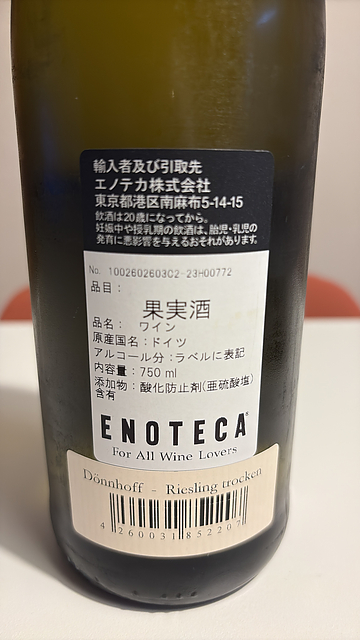 輸入者及び引取先
エノテカ株式会社
東京都港区南麻布5-14-15
飲酒は20歳になってから。
妊娠中や授乳期の飲酒は、胎児・乳児の
発育に悪影響を与えるおそれがあります。
No. 1002602603C2-23H00772
品目：
果実酒
品名： ワイン
原産国名：ドイツ
アルコール分：ラベルに表記
内容量：750 ml
添加物：酸化防止剤(亜硫酸塩)
含有
ENOTECA®
For All Wine Lovers
Dönnhoff - Riesling trocken
4 260031 852207